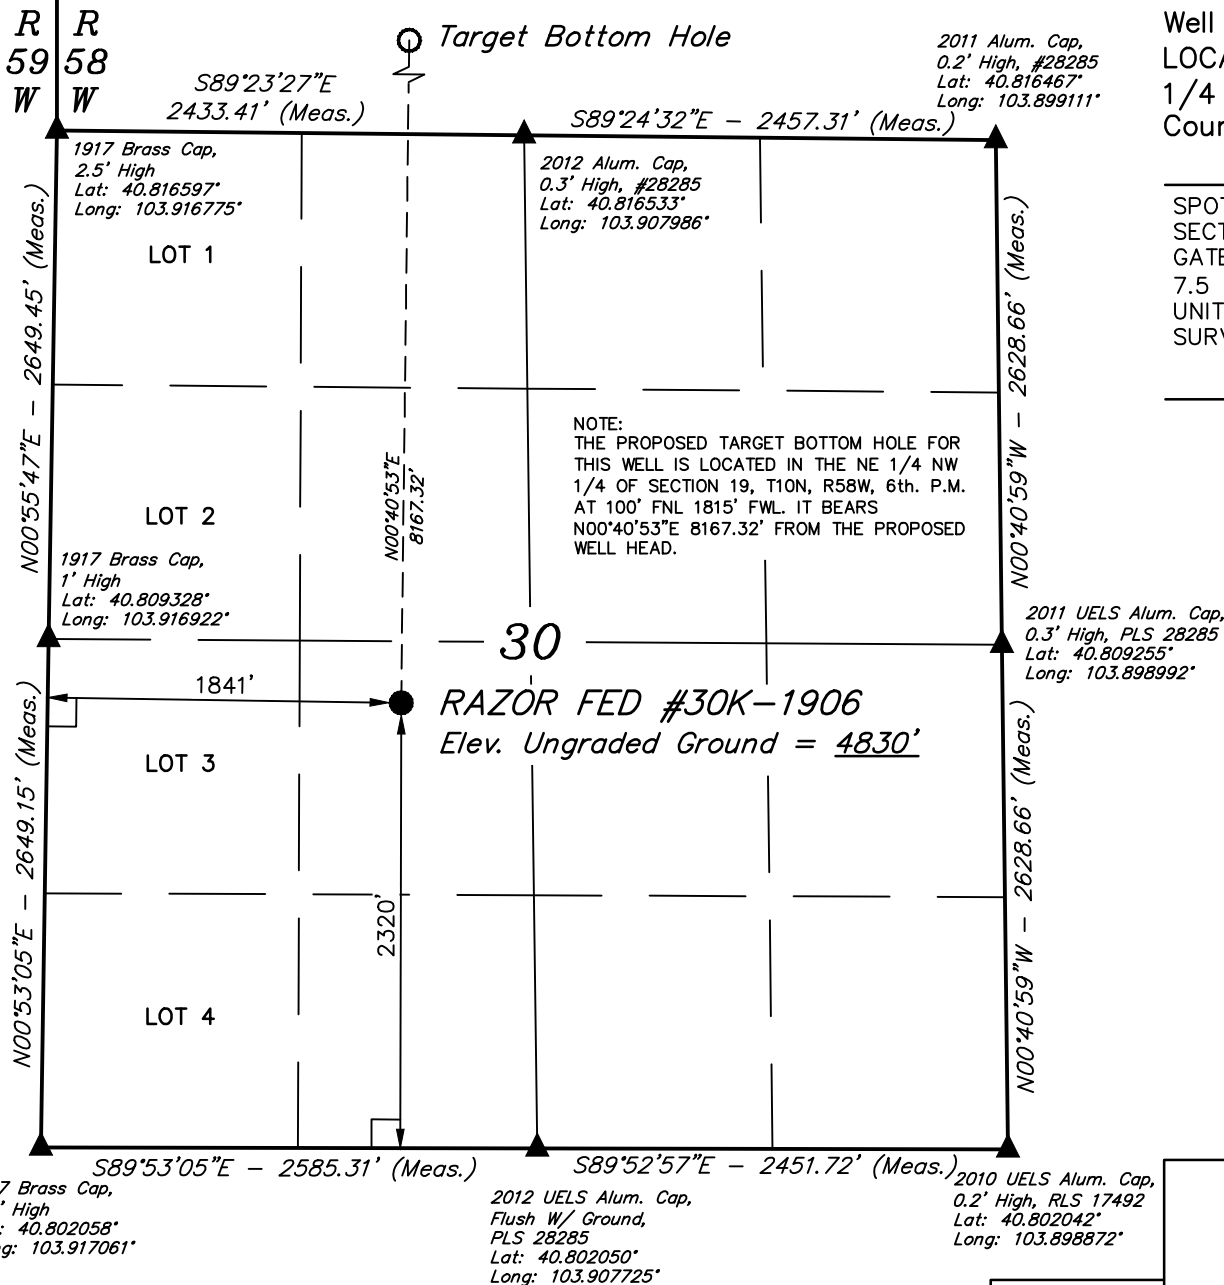 R R
59 58
W W
Target Bottom Hole
S89°23'27"E
2433.41' (Meas.)
S89°24'32"E - 2457.31' (Meas.)
2011 Alum. Cap,
0.2' High, #28285
Lat: 40.816467°
Long: 103.899111°
Well
1/4
1917 Brass Cap,
2.5' High
Lat: 40.816597°
Long: 103.916775°
2012 Alum. Cap,
0.3' High, #28285
Lat: 40.816533°
Long: 103.907986°
7.5
LOT 1
N00°55'47"E - 2649.45' (Meas.)
N00°40'59"W - 2628.66' (Meas.)
NOTE:
THE PROPOSED TARGET BOTTOM HOLE FOR
THIS WELL IS LOCATED IN THE NE 1/4 NW
1/4 OF SECTION 19, T10N, R58W, 6th. P.M.
AT 100' FNL 1815' FWL. IT BEARS
N00°40'53"E 8167.32' FROM THE PROPOSED
WELL HEAD.
N00°40'53"E
8167.32'
LOT 2
1917 Brass Cap,
1' High
Lat: 40.809328°
Long: 103.916922°
30
2011 UELS Alum. Cap,
0.3' High, PLS 28285
Lat: 40.809255°
Long: 103.898992°
1841'
RAZOR FED #30K-1906
Elev. Ungraded Ground = 4830'
LOT 3
N00°53'05"E - 2649.15' (Meas.)
N00°40'59"W - 2628.66' (Meas.)
2320'
LOT 4
S89°53'05"E - 2585.31' (Meas.)
S89°52'57"E - 2451.72' (Meas.)
Brass Cap,
High
40.802058°
103.917061°
2012 UELS Alum. Cap,
Flush W/ Ground,
PLS 28285
Lat: 40.802050°
Long: 103.907725°
2010 UELS Alum. Cap,
0.2' High, RLS 17492
Lat: 40.802042°
Long: 103.898872°